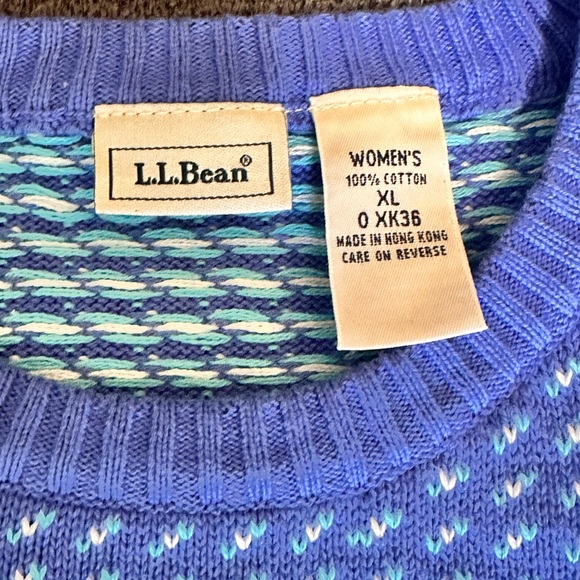 L.L.Bean®
WOMEN'S
100% COTTON
XL
0 XK36
MADE IN HONG KONG
CARE ON REVERSE